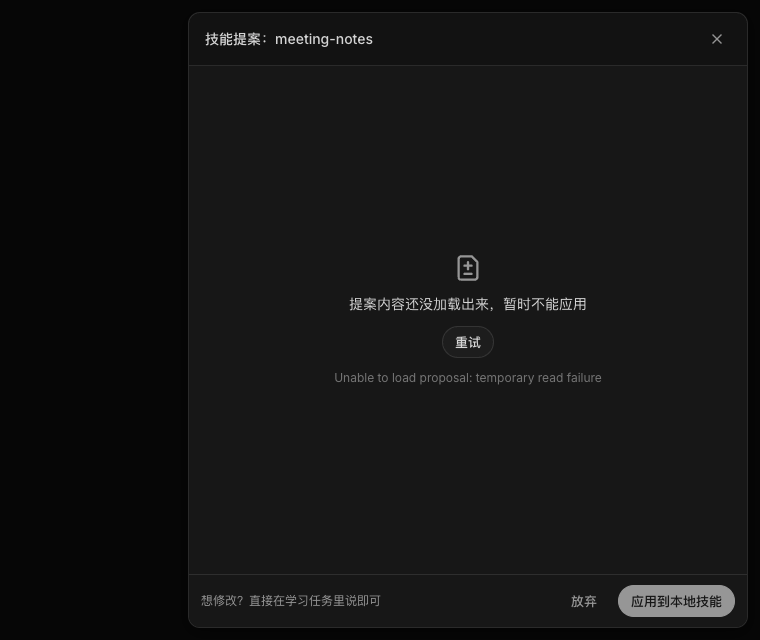 技能提案：meeting-notes
提案内容还没加载出来，暂时不能应用
重试
Unable to load proposal: temporary read failure
想修改？直接在学习任务里说即可
放弃
应用到本地技能